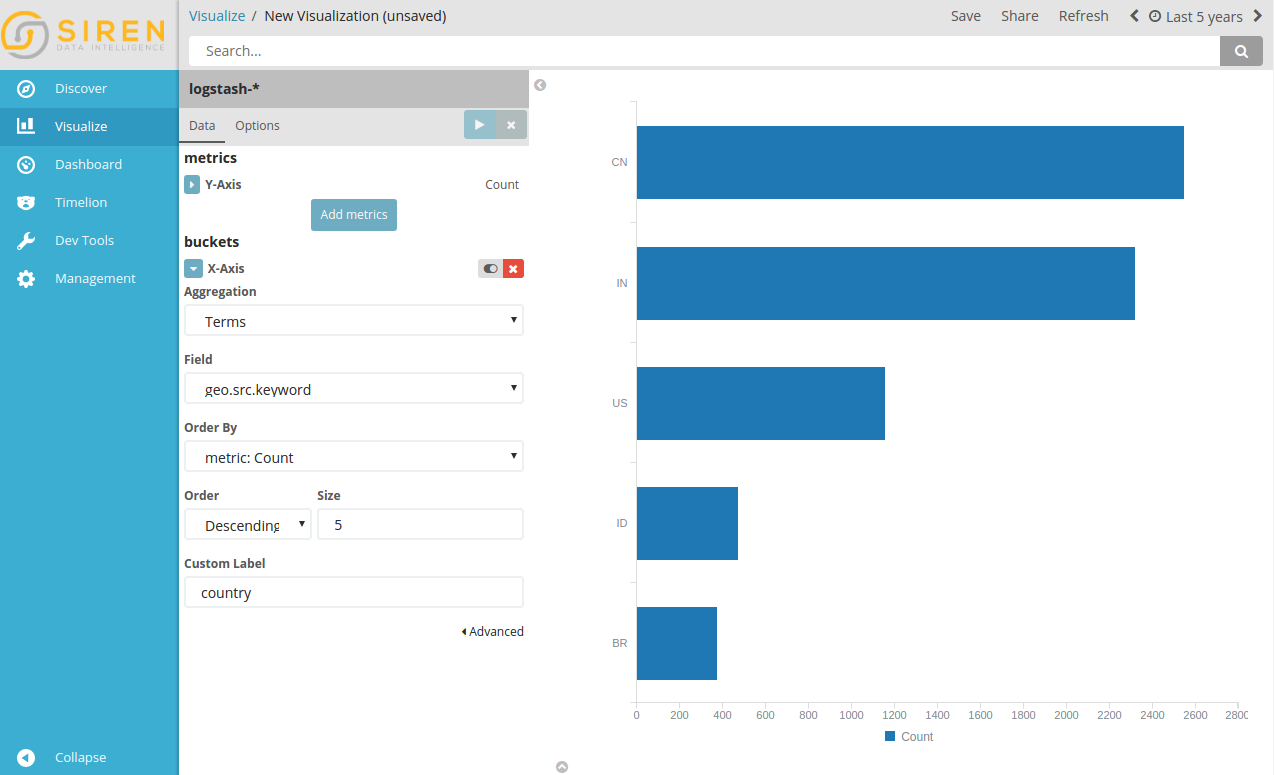 SIREN
DATA INTELLIGENCE
Discover
Visualize
Dashboard
Timelion
Dev Tools
Management
Collapse
Visualize / New Visualization (unsaved)
Save Share Refresh Last 5 years
Search...
logstash-*
Data Options
metrics
Y-Axis Count
Add metrics
buckets
X-Axis
Aggregation
Terms
Field
geo.src.keyword
Order By
metric: Count
Order Size
Descending 5
Custom Label
country
Advanced
CN
IN
US
ID
BR
0 200 400 600 800 1000 1200 1400 1600 1800 2000 2200 2400 2600 2800
Count